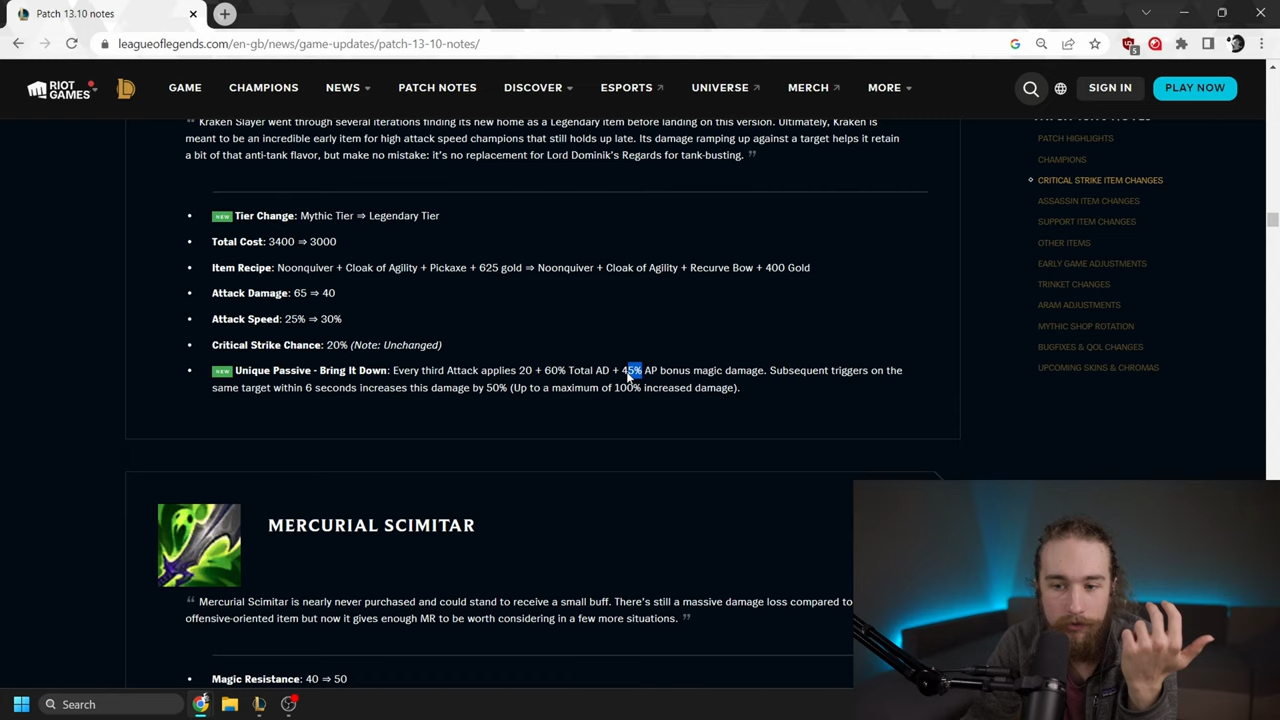 Patch 13.10 notes
leagueoflegends.com/en-gb/news/game-updates/patch-13-10-notes/
5
RIOT GAMES
GAME
CHAMPIONS
NEWS
PATCH NOTES
DISCOVER
ESPORTS
UNIVERSE
MERCH
MORE
SIGN IN
PLAY NOW
" Kraken Slayer went through several iterations finding its new home as a Legendary item before landing on this version. Ultimately, Kraken is
meant to be an incredible early item for high attack speed champions that still holds up late. Its damage ramping up against a target helps it retain
a bit of that anti-tank flavor, but make no mistake: it's no replacement for Lord Dominik's Regards for tank-busting. "
• NEW Tier Change: Mythic Tier ⇒ Legendary Tier
• Total Cost: 3400 ⇒ 3000
• Item Recipe: Noonquiver + Cloak of Agility + Pickaxe + 625 gold ⇒ Noonquiver + Cloak of Agility + Recurve Bow + 400 Gold
• Attack Damage: 65 ⇒ 40
• Attack Speed: 25% ⇒ 30%
• Critical Strike Chance: 20% (Note: Unchanged)
• NEW Unique Passive - Bring It Down: Every third Attack applies 20 + 60% Total AD + 45% AP bonus magic damage. Subsequent triggers on the
same target within 6 seconds increases this damage by 50% (Up to a maximum of 100% increased damage).
MERCURIAL SCIMITAR
" Mercurial Scimitar is nearly never purchased and could stand to receive a small buff. There's still a massive damage loss compared to
offensive-oriented item but now it gives enough MR to be worth considering in a few more situations. "
• Magic Resistance: 40 ⇒ 50
PATCH HIGHLIGHTS
CHAMPIONS
CRITICAL STRIKE ITEM CHANGES
ASSASSIN ITEM CHANGES
SUPPORT ITEM CHANGES
OTHER ITEMS
EARLY GAME ADJUSTMENTS
TRINKET CHANGES
ARAM ADJUSTMENTS
MYTHIC SHOP ROTATION
BUGFIXES & QOL CHANGES
UPCOMING SKINS & CHROMAS
Search